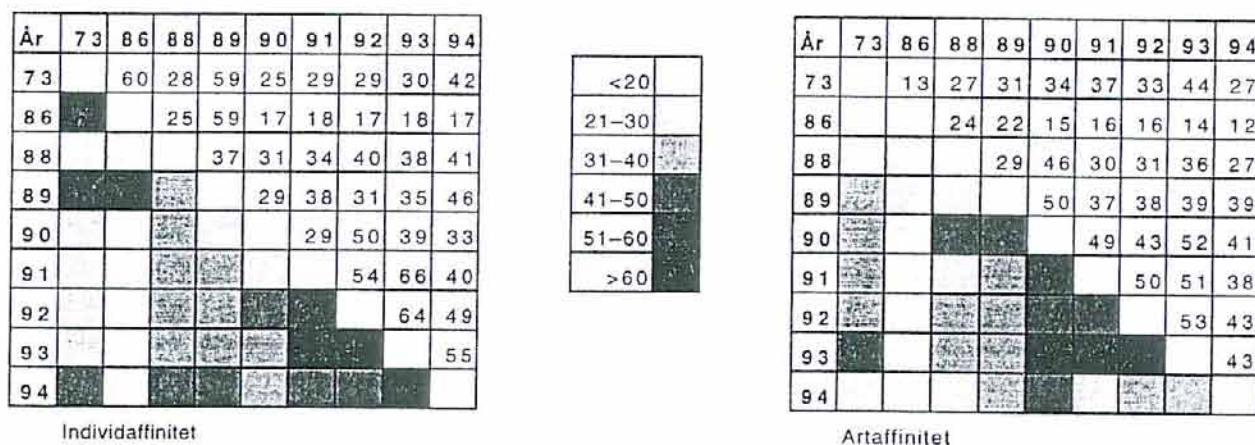 År 73 86 88 89 90 91 92 93 94
73 60 28 59 25 29 29 30 42
86 25 59 17 18 17 18 17
88 37 31 34 40 38 41
89 29 38 31 35 46
90 29 50 39 33
91 54 66 40
92 64 49
93 55
94
Individaffinitet
<20
21–30
31–40
41–50
51–60
>60
År 73 86 88 89 90 91 92 93 94
73 13 27 31 34 37 33 44 27
86 24 22 15 16 16 14 12
88 29 46 30 31 36 27
89 50 37 38 39 39
90 49 43 52 41
91 50 51 38
92 53 43
93 43
94
Artaffinitet